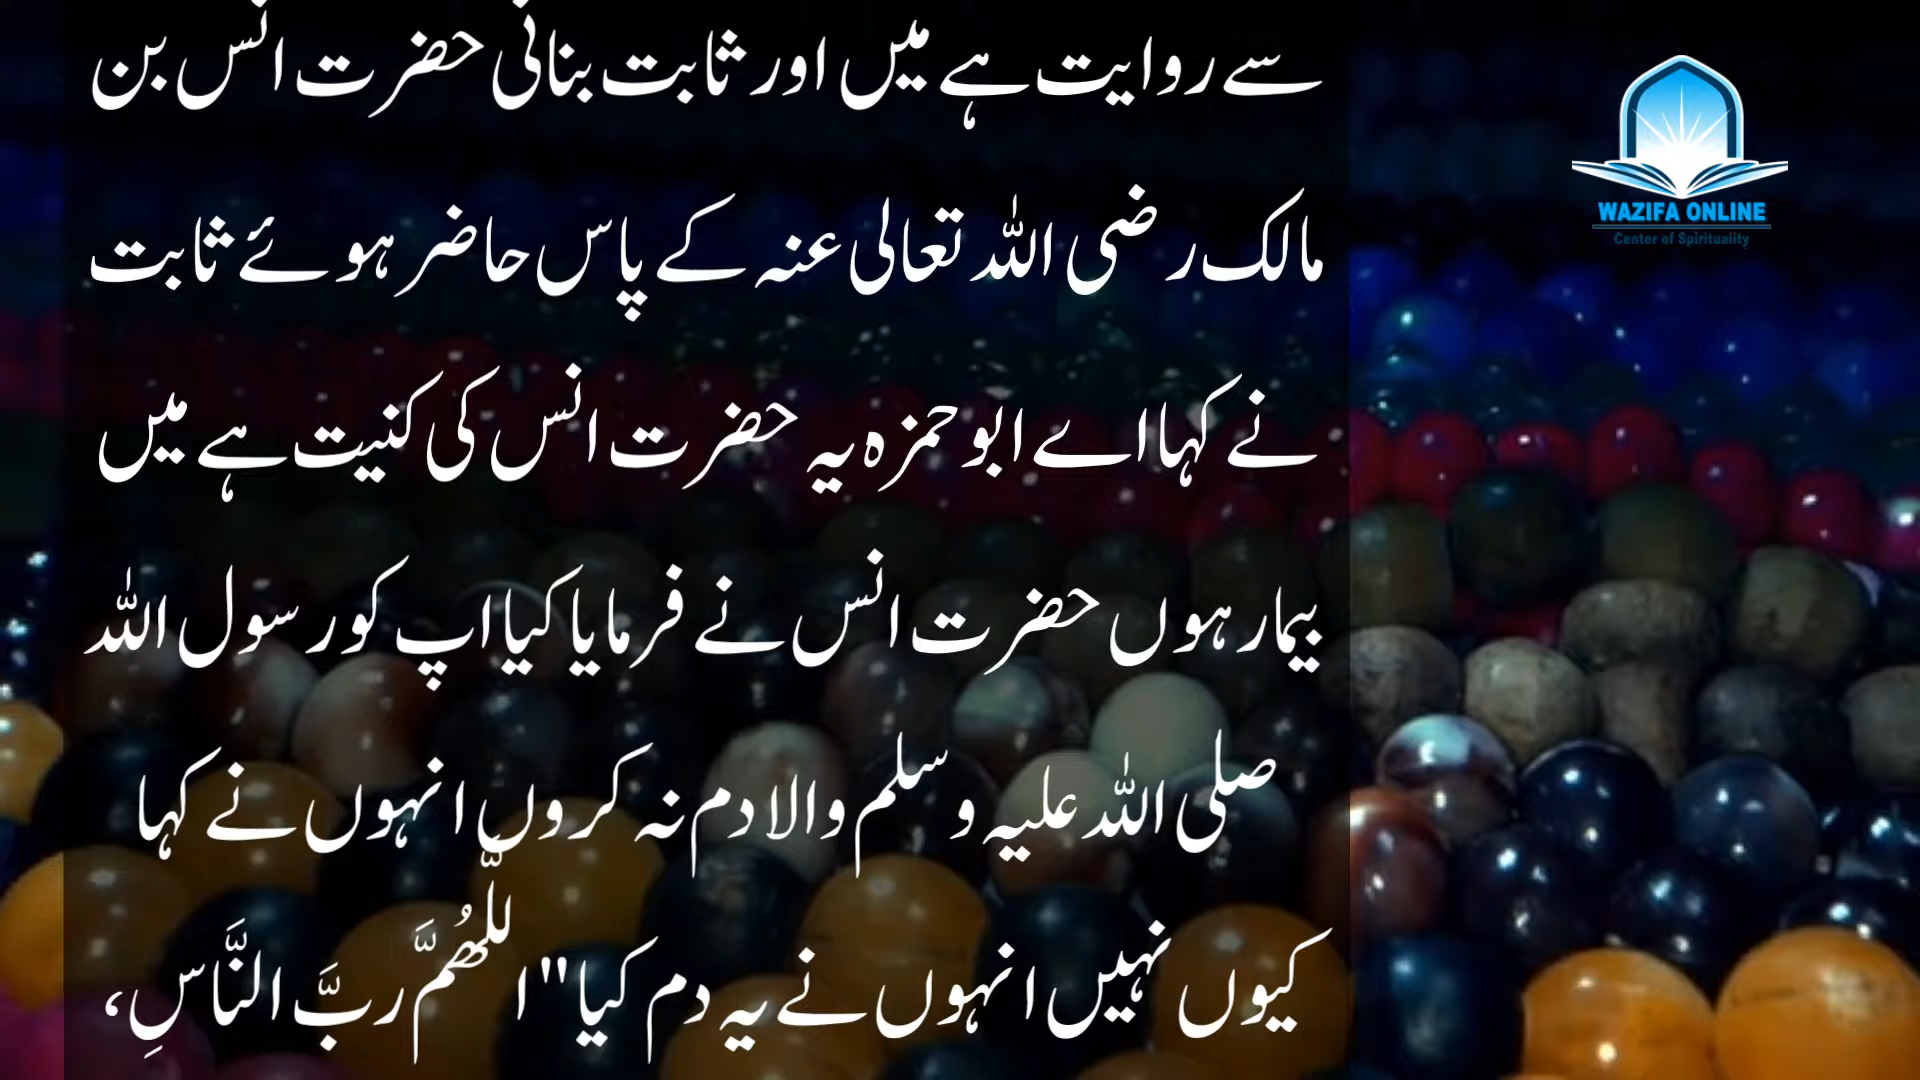 سے روایت ہے میں اور ثابت بنانی حضرت انس بن
مالک رضی اللہ تعالی عنہ کے پاس حاضر ہوئے ثابت
نے کہا اے ابو حمزہ یہ حضرت انس کی کنیت ہے میں
بیمار ہوں حضرت انس نے فرمایا کیا اپ کو رسول اللہ
صلی اللہ علیہ وسلم والا دم نہ کروں انہوں نے کہا
کیوں نہیں انہوں نے یہ دم کیا "اللّٰهُمَّ رَبَّ النَّاسِ،
WAZIFA ONLINE
Center of Spirituality